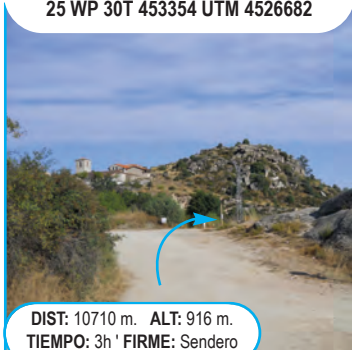 25 WP 30T 453354 UTM 4526682
DIST: 10710 m. ALT: 916 m.
TIEMPO: 3h ' FIRME: Sendero